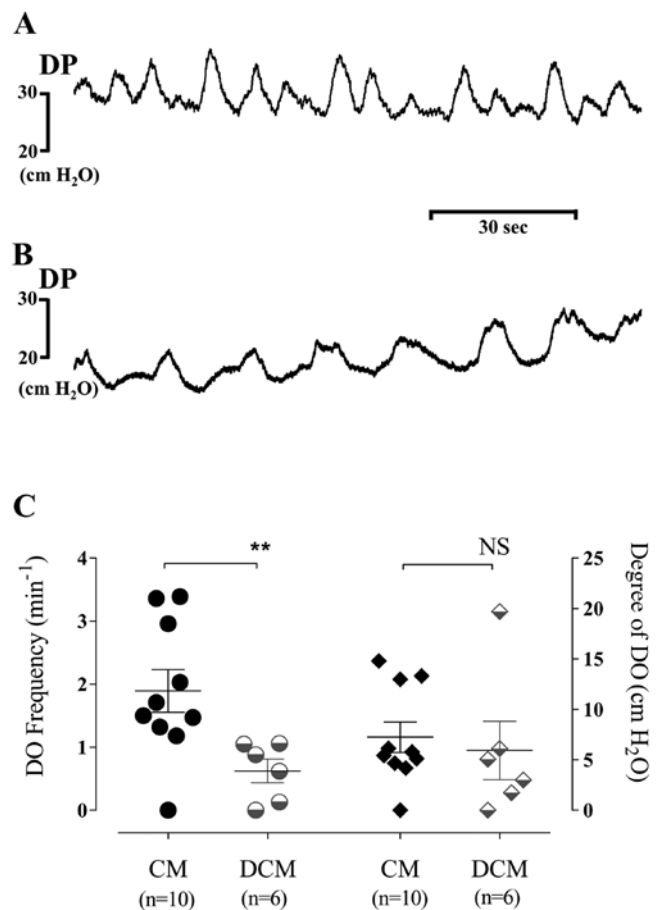 A
DP
30
20
(cm H₂O)
30 sec
B
DP
30
20
(cm H₂O)
C
** NS
4 25
3 20
2 15
10
1 5
0 0
DO Frequency (min⁻¹)
Degree of DO (cm H₂O)
CM DCM CM DCM
(n=10) (n=6) (n=10) (n=6)